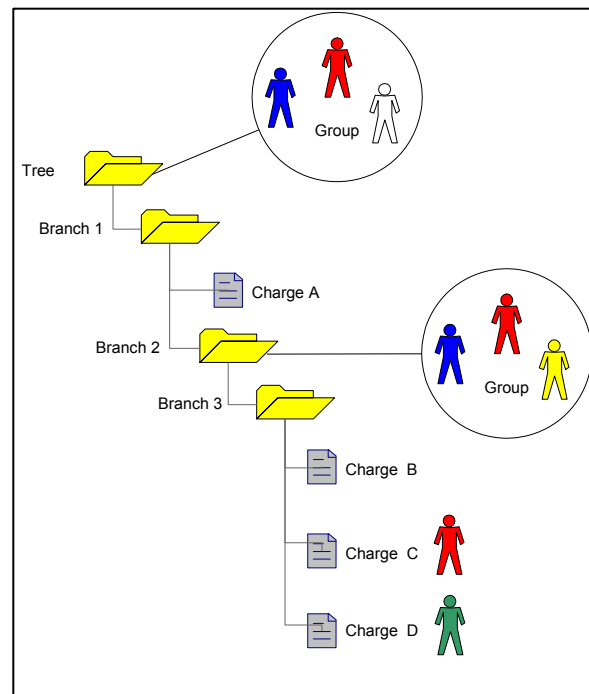 Group
Tree
Branch 1
Charge A
Branch 2
Group
Branch 3
Charge B
Charge C
Charge D